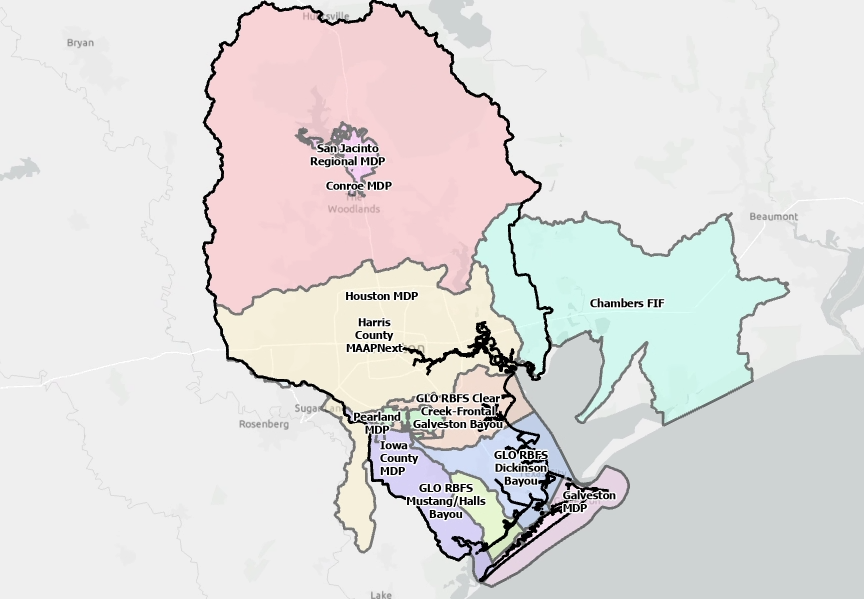 Bryan
San Jacinto
Regional MDP
Conroe MDP
The
Woodlands
Beaumont
Houston MDP
Chambers FIF
Harris
County
MAAPNext
GLO RBFS Clear
Creek-Frontal
Galveston Bayou
Pearland
MDP
Rosenberg
Iowa
County
MDP
GLO RBFS
Dickinson
Bayou
GLO RBFS
Mustang/Halls
Bayou
Galveston
MDP
Lake